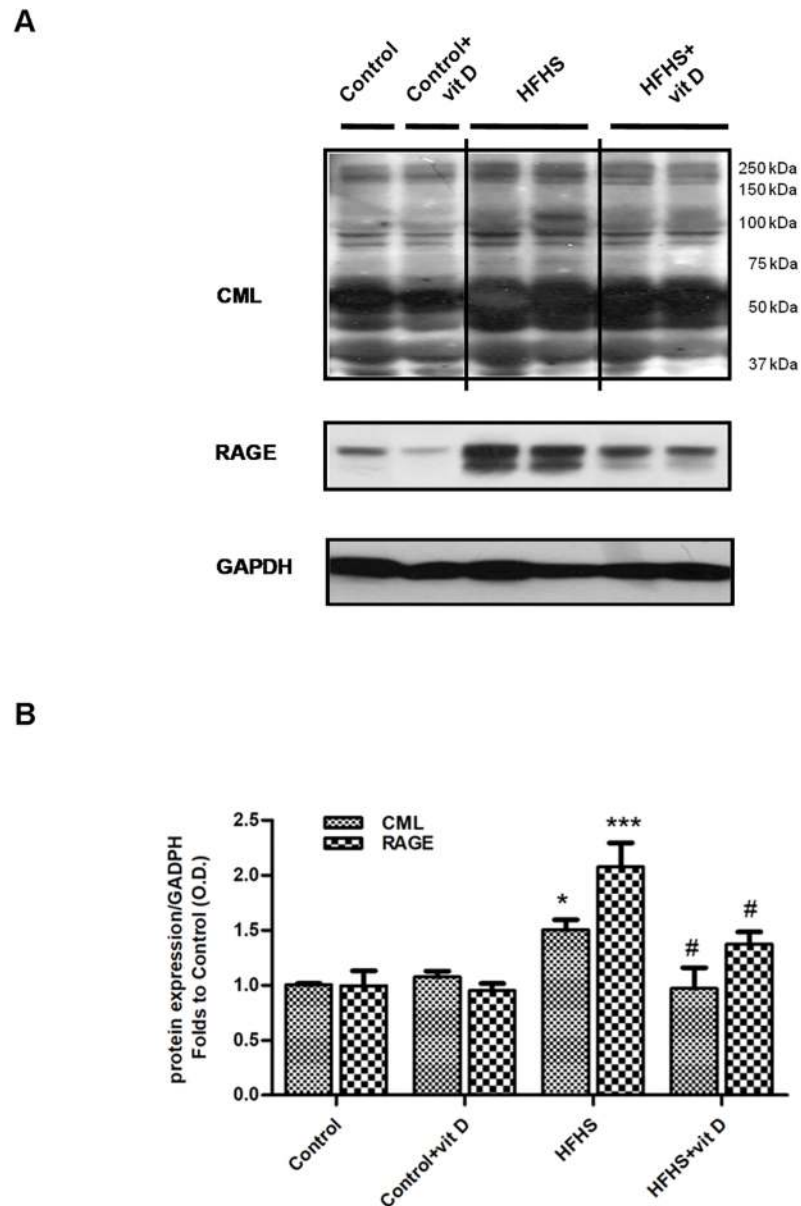 A
Control
Control+
vit D
HFHS
HFHS+
vit D
250 kDa
150 kDa
100 kDa
75 kDa
CML
50 kDa
37 kDa
RAGE
GAPDH
B
protein expression/GADPH
Folds to Control (O.D.)
2.5
2.0
1.5
1.0
0.5
0.0
CML
RAGE
*
***
#
#
Control
Control+vit D
HFHS
HFHS+vit D